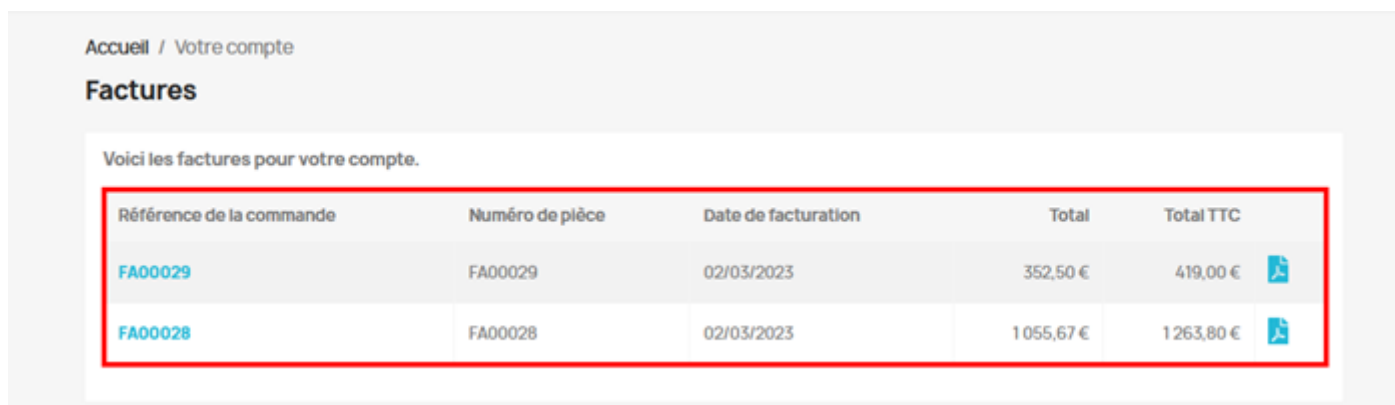 Accueil / Votre compte
Factures
Voici les factures pour votre compte.
Référence de la commande Numéro de pièce Date de facturation Total Total TTC
FA00029 FA00029 02/03/2023 352,50 € 419,00 €
FA00028 FA00028 02/03/2023 1 055,67 € 1 263,80 €